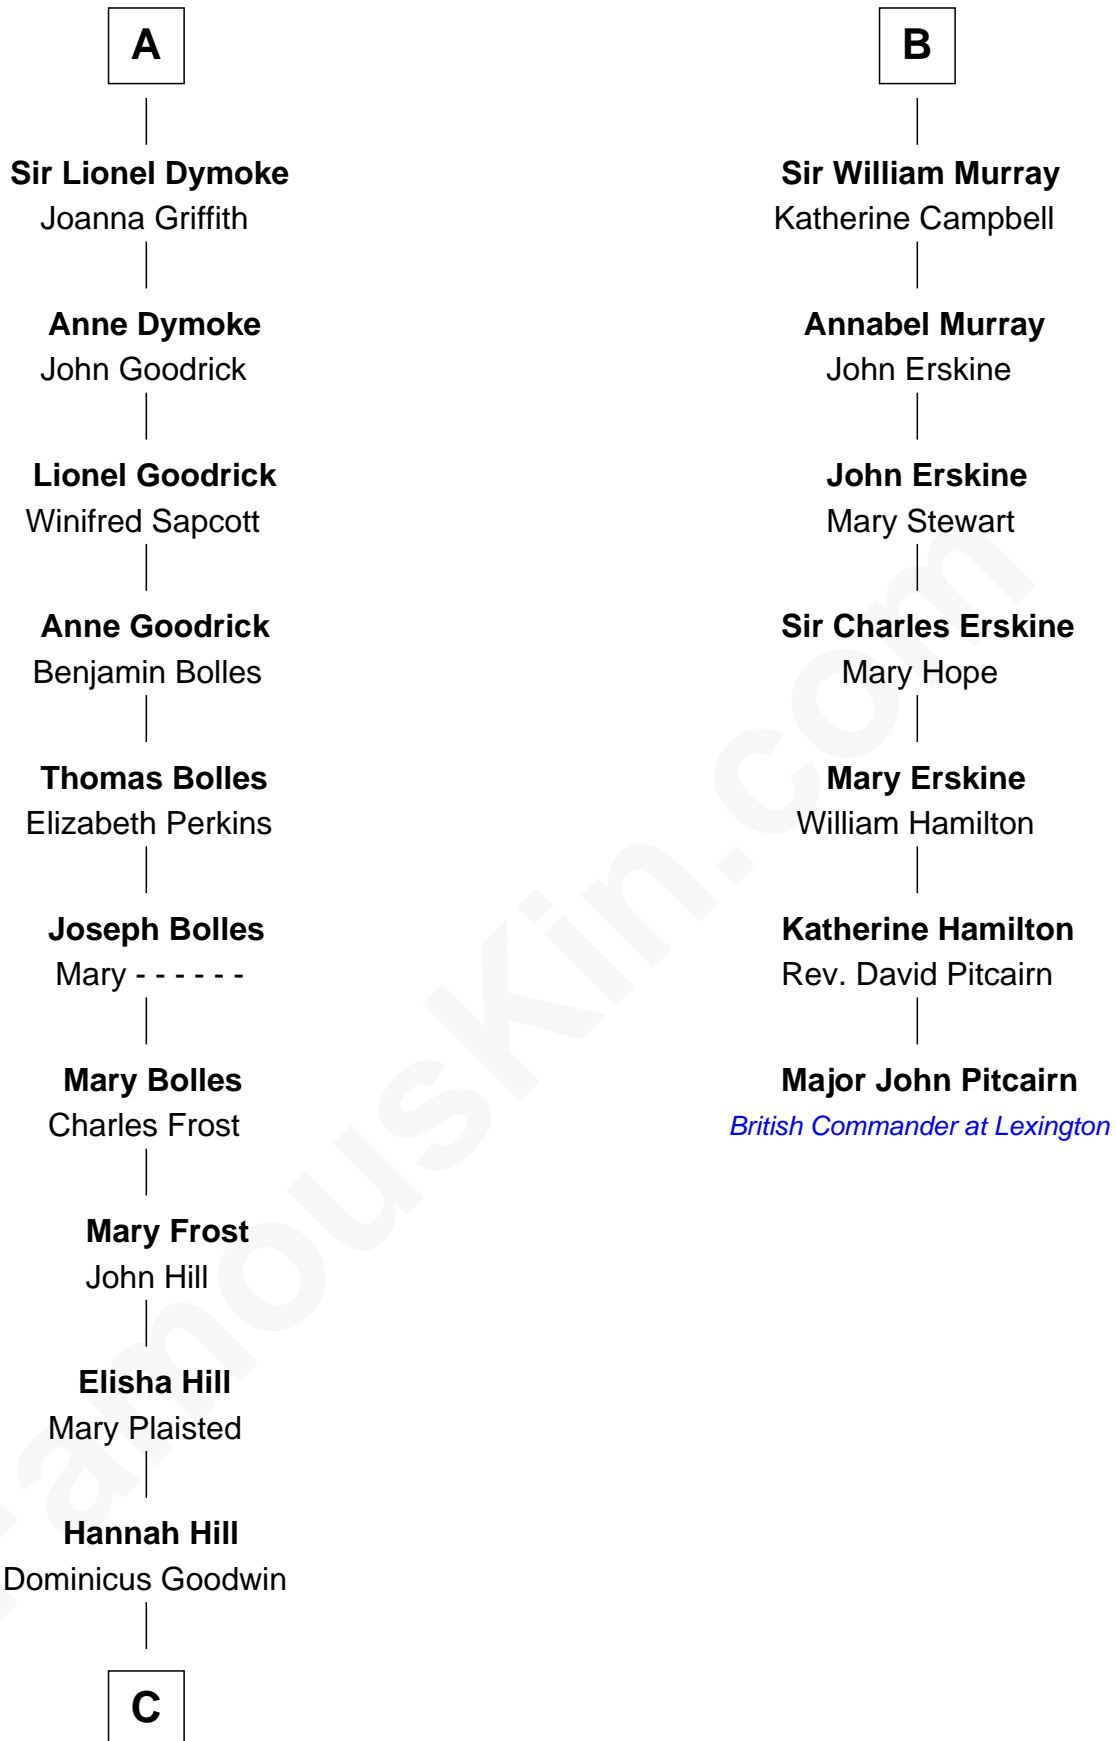 A
Sir Lionel Dymoke
Joanna Griffith
Anne Dymoke
John Goodrick
Lionel Goodrick
Winifred Sapcott
Anne Goodrick
Benjamin Bolles
Thomas Bolles
Elizabeth Perkins
Joseph Bolles
Mary - - - - - -
Mary Bolles
Charles Frost
Mary Frost
John Hill
Elisha Hill
Mary Plaisted
Hannah Hill
Dominicus Goodwin
C
B
Sir William Murray
Katherine Campbell
Annabel Murray
John Erskine
John Erskine
Mary Stewart
Sir Charles Erskine
Mary Hope
Mary Erskine
William Hamilton
Katherine Hamilton
Rev. David Pitcairn
Major John Pitcairn
British Commander at Lexington
FamousKin.com